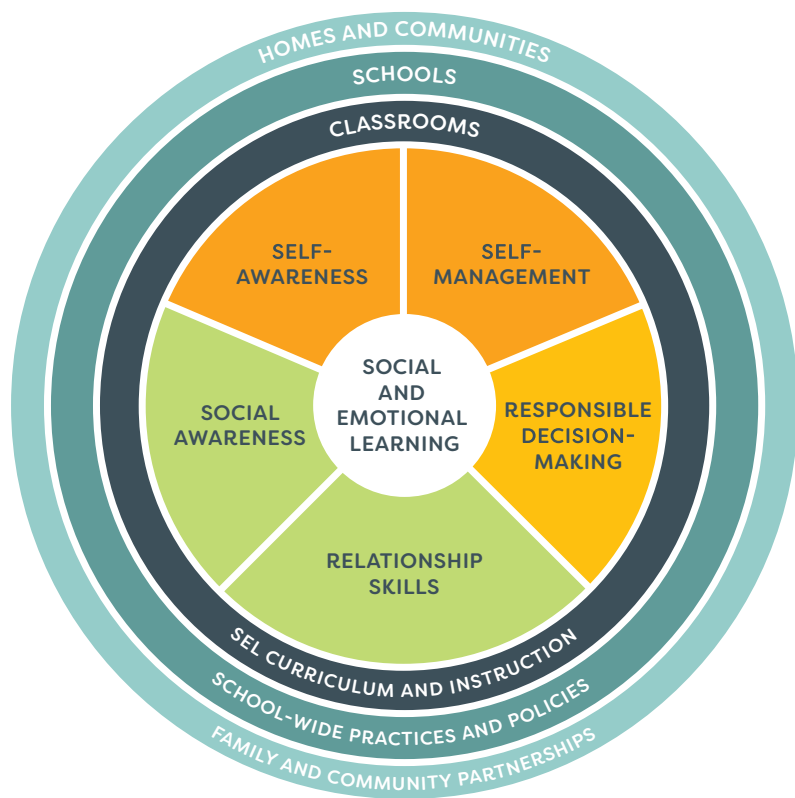 HOMES AND COMMUNITIES
SCHOOLS
CLASSROOMS
SELF-
AWARENESS
SELF-
MANAGEMENT
SOCIAL
AND
EMOTIONAL
LEARNING
SOCIAL
AWARENESS
RESPONSIBLE
DECISION-
MAKING
RELATIONSHIP
SKILLS
SEL CURRICULUM AND INSTRUCTION
SCHOOL-WIDE PRACTICES AND POLICIES
FAMILY AND COMMUNITY PARTNERSHIPS